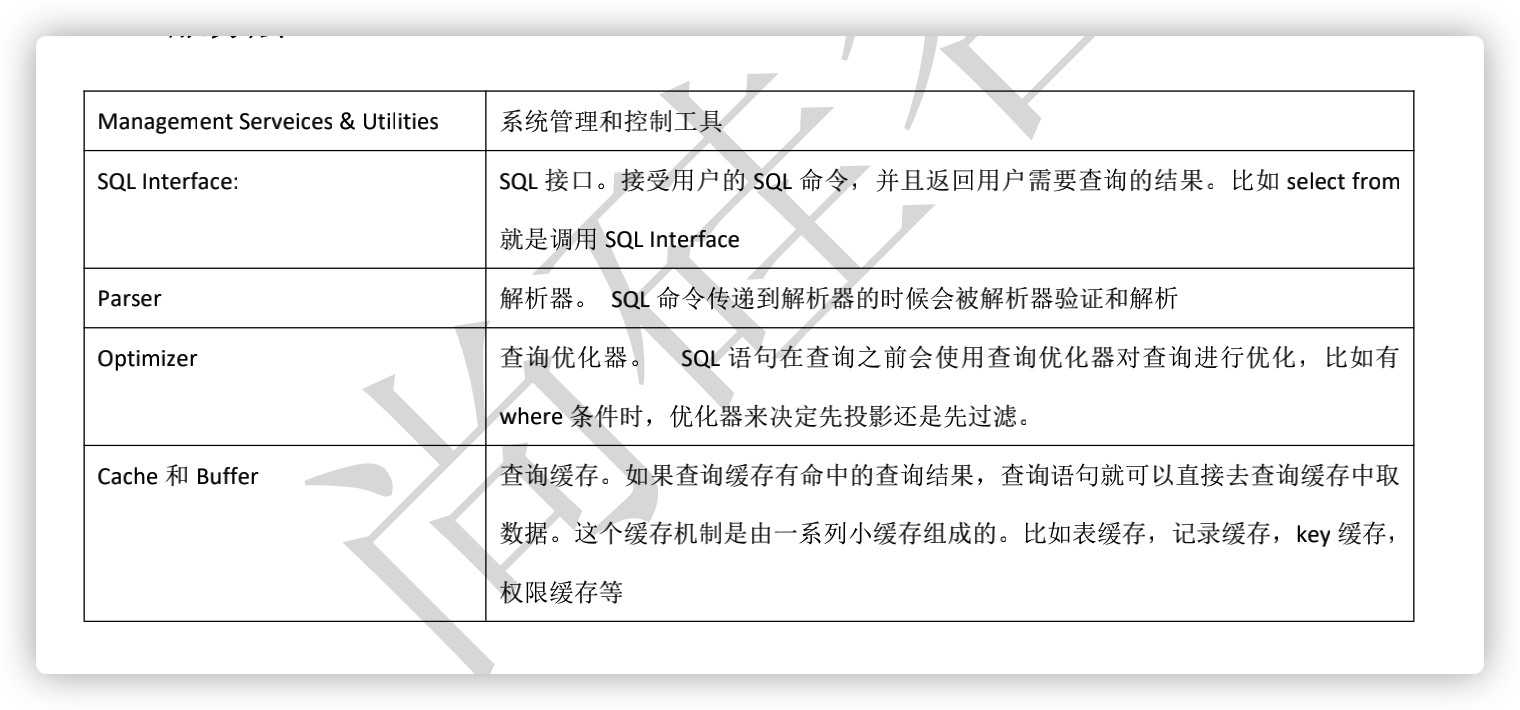 Management Serveices & Utilities 系统管理和控制工具
SQL Interface: SQL 接口。接受用户的 SQL 命令，并且返回用户需要查询的结果。比如 select from
就是调用 SQL Interface
Parser 解析器。 SQL 命令传递到解析器的时候会被解析器验证和解析
Optimizer 查询优化器。 SQL 语句在查询之前会使用查询优化器对查询进行优化，比如有
where 条件时，优化器来决定先投影还是先过滤。
Cache 和 Buffer 查询缓存。如果查询缓存有命中的查询结果，查询语句就可以直接去查询缓存中取
数据。这个缓存机制是由一系列小缓存组成的。比如表缓存，记录缓存，key 缓存，
权限缓存等
尚硅